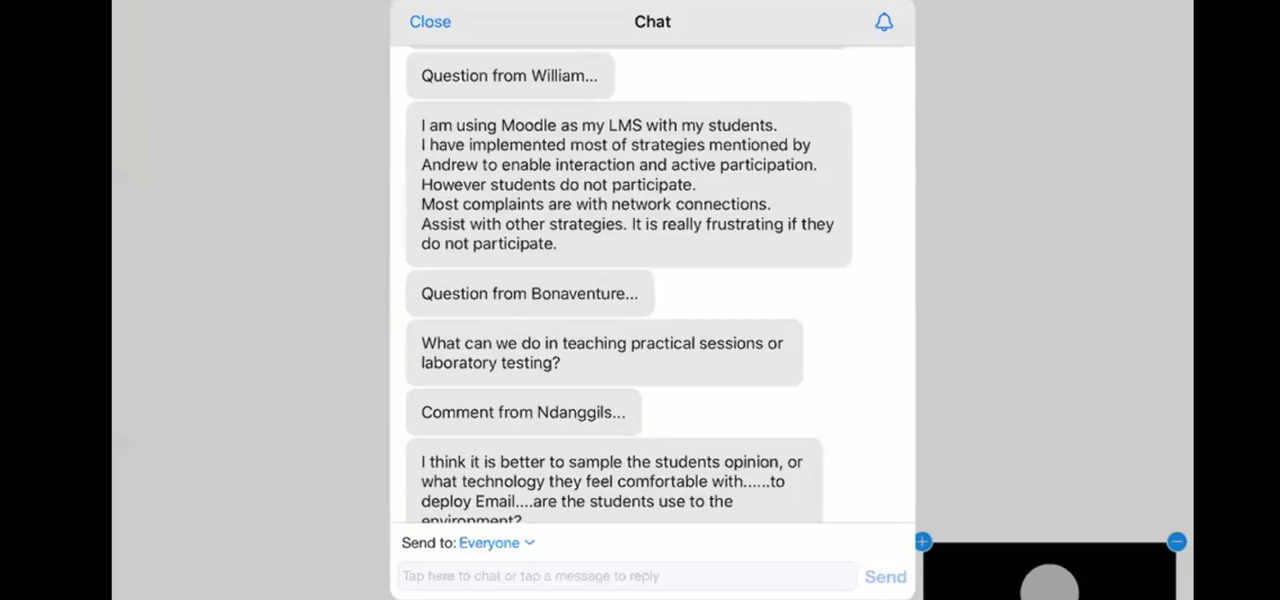 Close
Chat
Question from William...
I am using Moodle as my LMS with my students.
I have implemented most of strategies mentioned by
Andrew to enable interaction and active participation.
However students do not participate.
Most complaints are with network connections.
Assist with other strategies. It is really frustrating if they
do not participate.
Question from Bonaventure...
What can we do in teaching practical sessions or
laboratory testing?
Comment from Ndanggils...
I think it is better to sample the students opinion, or
what technology they feel comfortable with......to
deploy Email....are the students use to the
environment?
Send to: Everyone
Tap here to chat or tap a message to reply
Send